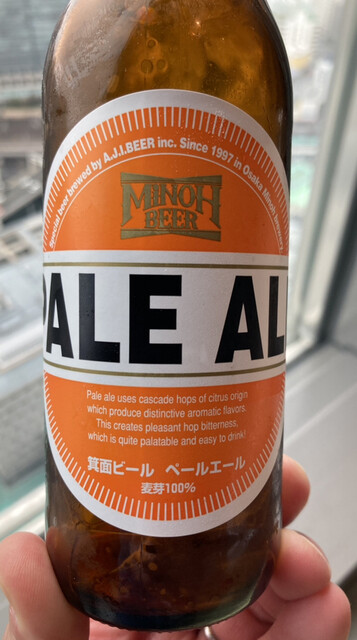 Special beer brewed by A.J.I.BEER inc. Since 1997 in Osaka Minoh brewery
MINOH
BEER
PALE AL
Pale ale uses cascade hops of citrus origin
which produce distinctive aromatic flavors.
This creates pleasant hop bitterness,
which is quite palatable and easy to drink!
箕面ビール ペールエール
麦芽100%